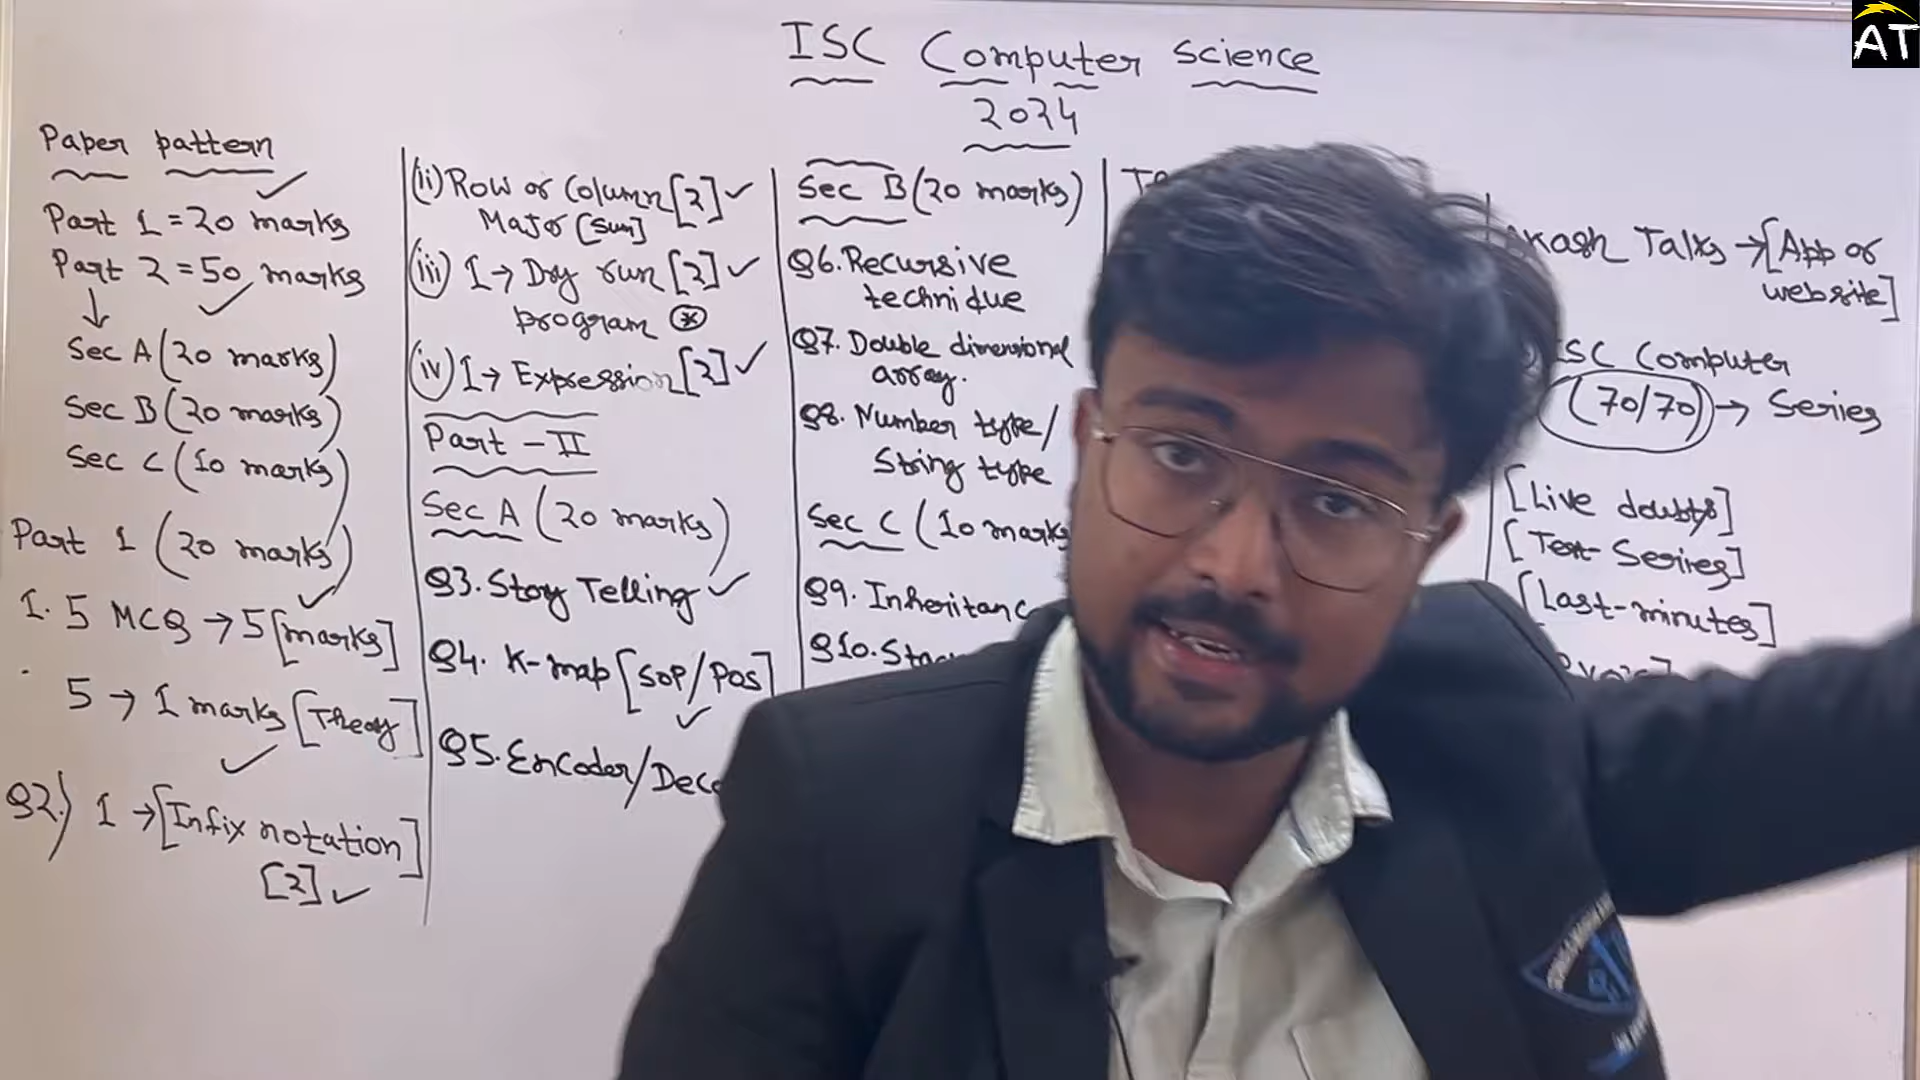 AT
ISC Computer Science
2024
Paper pattern
Part 1 = 20 marks
Part 2 = 50 marks
Sec A (20 marks)
Sec B (20 marks)
Sec C (10 marks)
Part 1 (20 marks)
1. 5 MCQ → 5 [marks]
5 → 1 marks [Theory]
Q2.) 1 → [Infix notation]
[2]
(ii) Row or Column [2]
Major [Sum]
(iii) 1 → Dry run [2]
program
(iv) 1 → Expression [2]
Part - II
Sec A (20 marks)
Q3. Story Telling
Q4. K-map [SOP/POS]
Q5. Encoder/Deco
Sec B (20 marks)
Q6. Recursive
technique
Q7. Double dimensional
array.
Q8. Number type/
String type
Sec C (10 marks
Q9. Inheritanc
Q10. Sta
Akash Talks → [App or
website]
ISC Computer
(70/70) → Series
[Live doubts]
[Test-Series]
[Last-minutes]